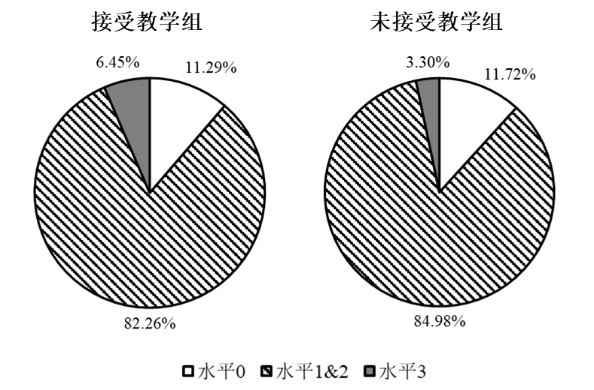 接受教学组
未接受教学组
6.45%
11.29%
3.30%
11.72%
82.26%
84.98%
水平0 水平1&2 水平3